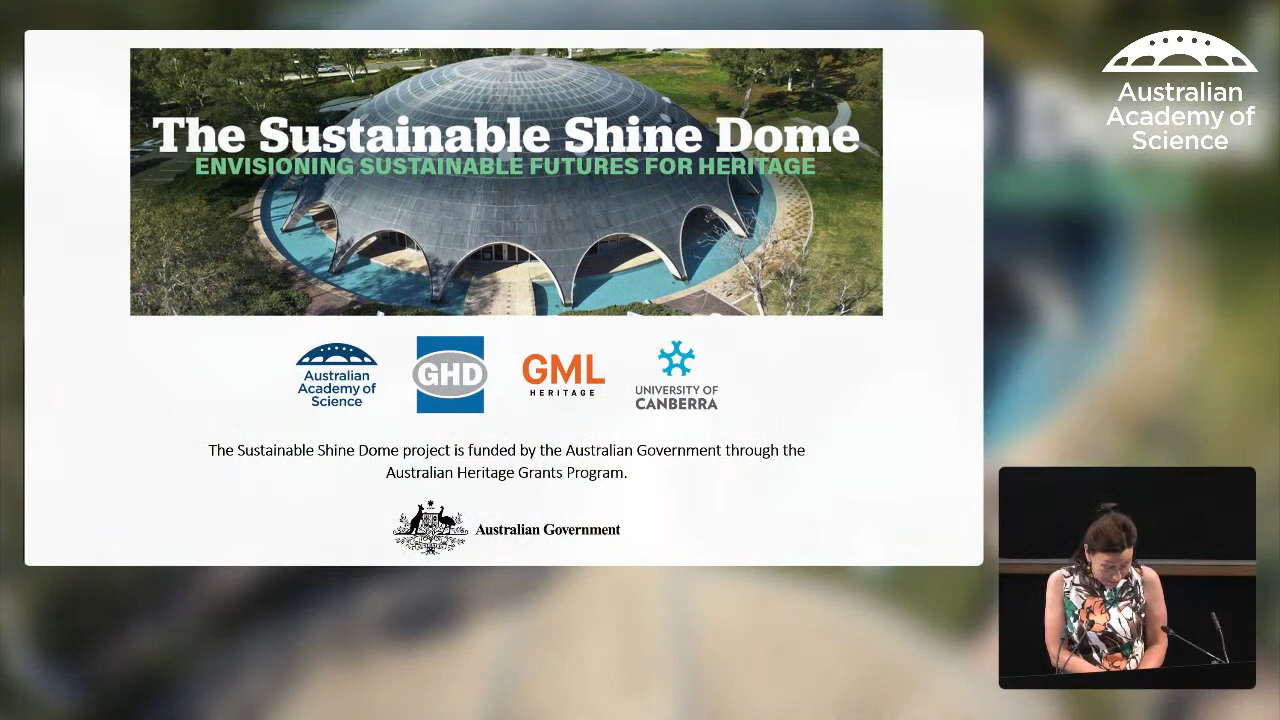 The Sustainable Shine Dome
ENVISIONING SUSTAINABLE FUTURES FOR HERITAGE
Australian
Academy of
Science
Australian
Academy of
Science
GHD
GML
HERITAGE
UNIVERSITY OF
CANBERRA
The Sustainable Shine Dome project is funded by the Australian Government through the
Australian Heritage Grants Program.
Australian Government